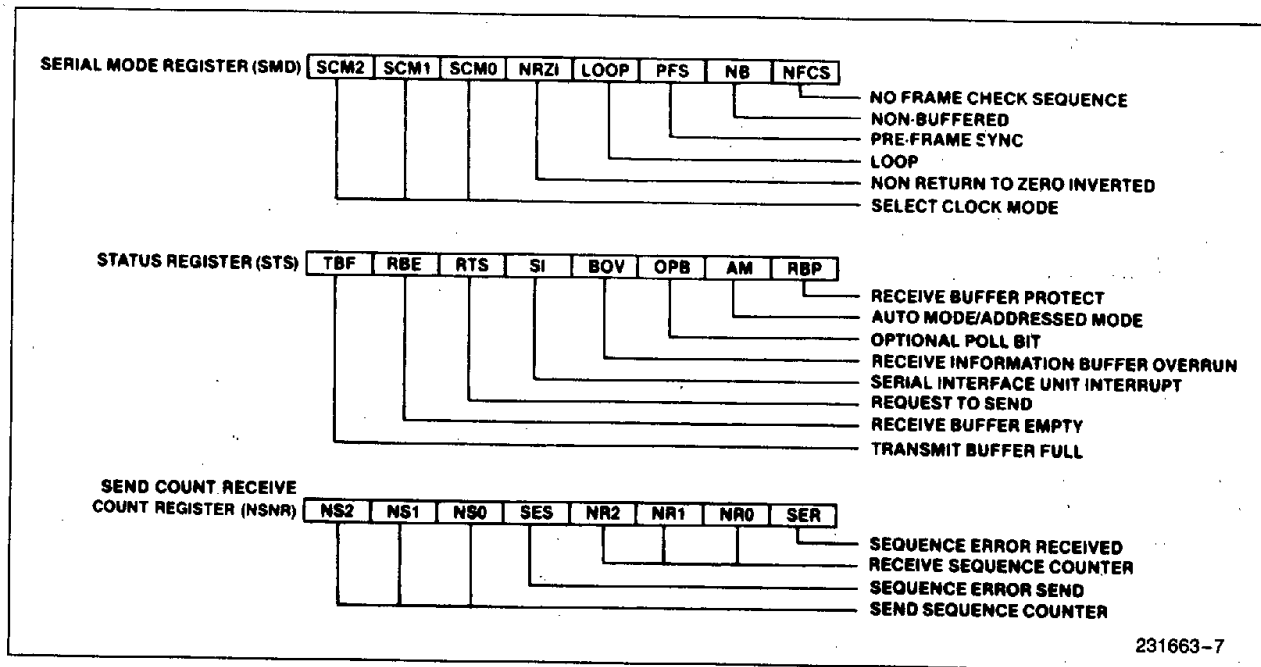 SERIAL MODE REGISTER (SMD) SCM2 SCM1 SCM0 NRZI LOOP PFS NB NFCS
NO FRAME CHECK SEQUENCE
NON-BUFFERED
PRE-FRAME SYNC
LOOP
NON RETURN TO ZERO INVERTED
SELECT CLOCK MODE
STATUS REGISTER (STS) TBF RBE RTS SI BOV OPB AM RBP
RECEIVE BUFFER PROTECT
AUTO MODE/ADDRESSED MODE
OPTIONAL POLL BIT
RECEIVE INFORMATION BUFFER OVERRUN
SERIAL INTERFACE UNIT INTERRUPT
REQUEST TO SEND
RECEIVE BUFFER EMPTY
TRANSMIT BUFFER FULL
SEND COUNT RECEIVE
COUNT REGISTER (NSNR) NS2 NS1 NS0 SES NR2 NR1 NR0 SER
SEQUENCE ERROR RECEIVED
RECEIVE SEQUENCE COUNTER
SEQUENCE ERROR SEND
SEND SEQUENCE COUNTER
231663-7